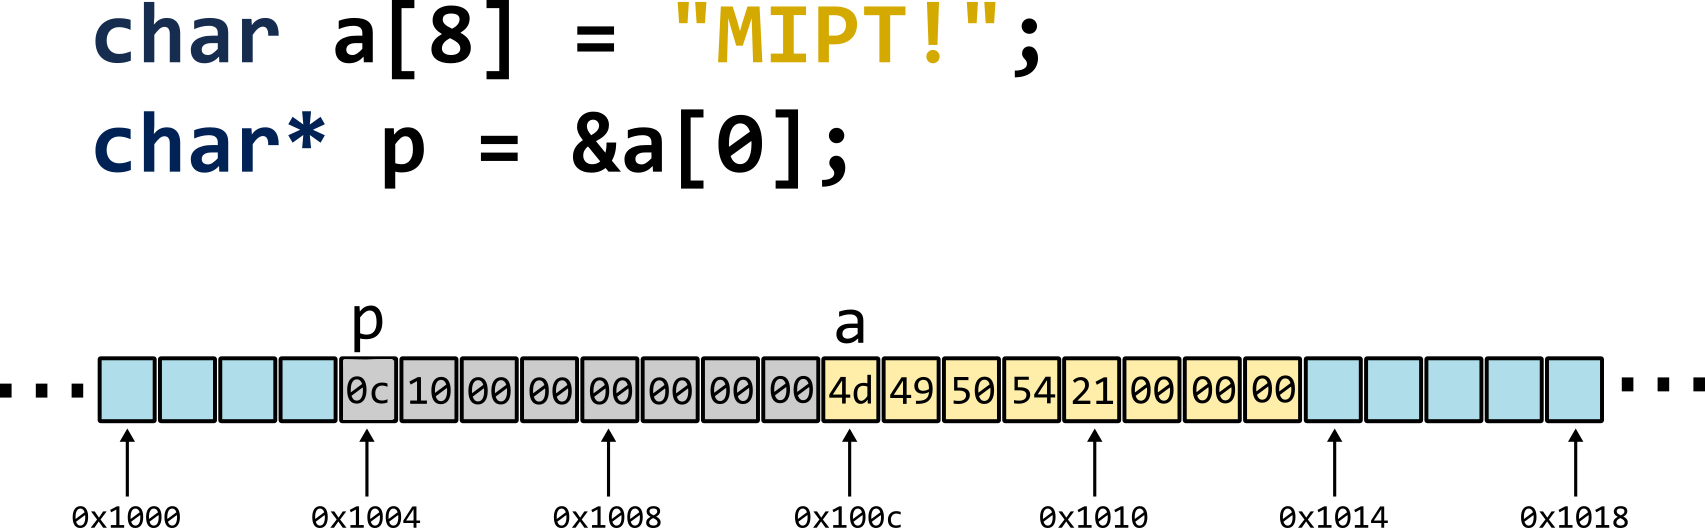 char a[8] = "MIPT!";
char* p = &a[0];
p a
... 0c 10 00 00 00 00 00 00 4d 49 50 54 21 00 00 00 ...
0x1000 0x1004 0x1008 0x100c 0x1010 0x1014 0x1018